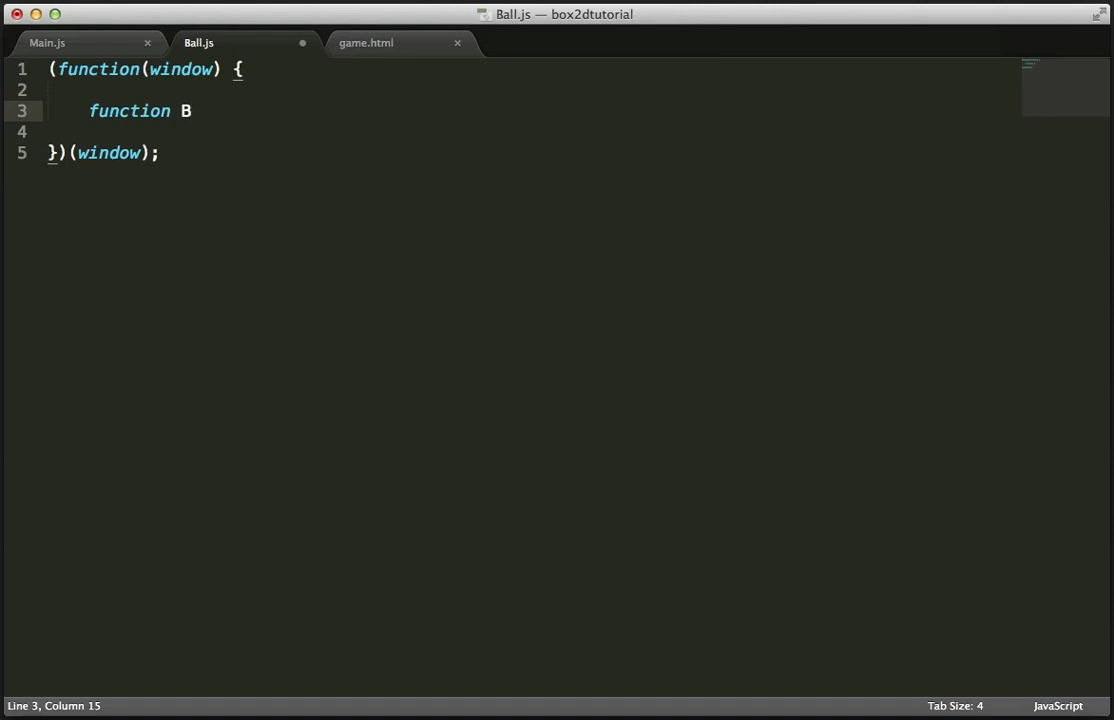 Ball.js — box2dtutorial
Main.js × Ball.js game.html ×
1 (function(window) {
2
3 function B
4
5 })(window);
Line 3, Column 15 Tab Size: 4 JavaScript